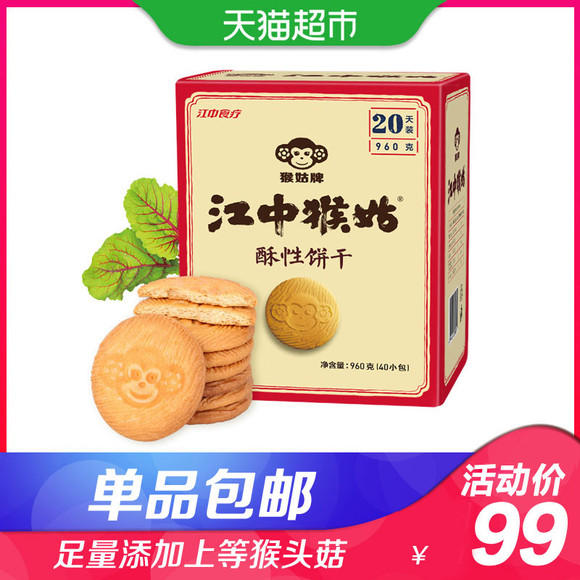 天猫超市
江中食疗
20天装
960克
猴姑牌
江中猴姑®
酥性饼干
净含量：960克(40小包)
单品包邮
足量添加上等猴头菇
活动价
¥ 99